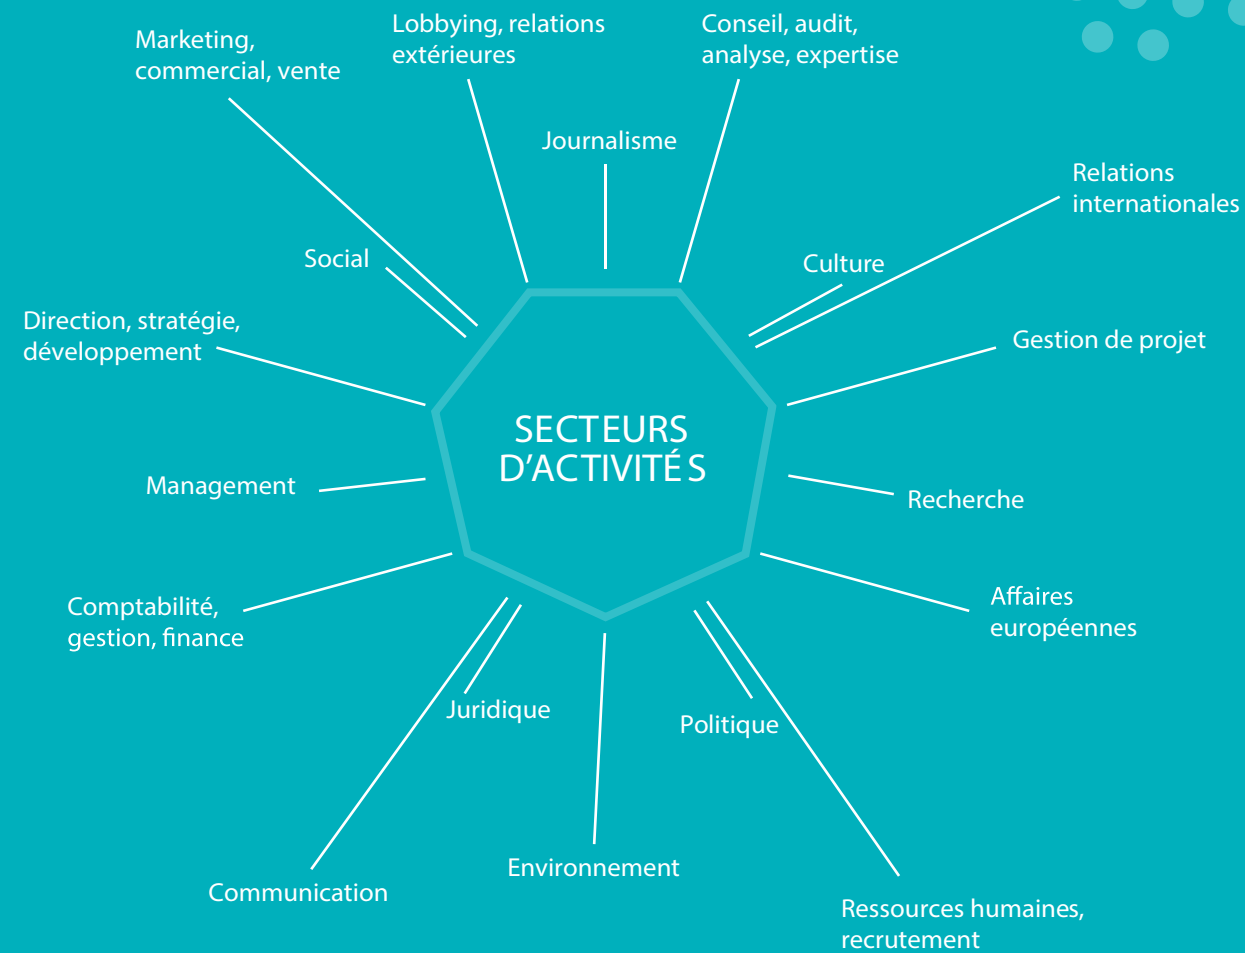 Marketing,
commercial, vente
Lobbying, relations
extérieures
Conseil, audit,
analyse, expertise
Journalisme
Relations
internationales
Social
Culture
Direction, stratégie,
développement
Gestion de projet
SECTEURS
D'ACTIVITÉS
Management
Recherche
Comptabilité,
gestion, finance
Affaires
européennes
Juridique
Politique
Environnement
Communication
Ressources humaines,
recrutement